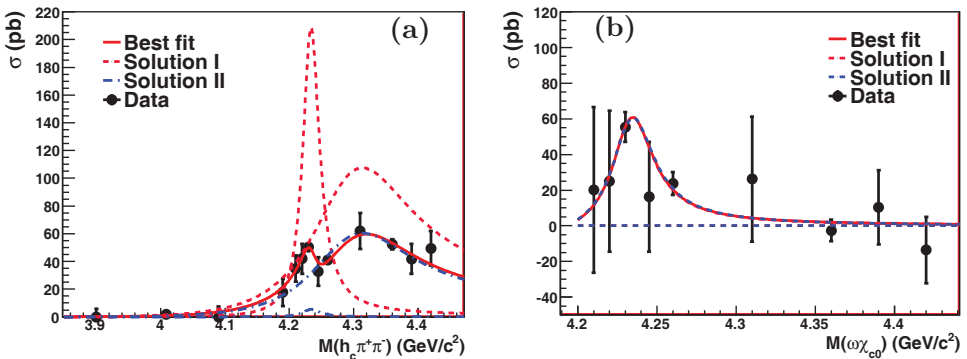 (a)
σ (pb)
220
200
180
160
140
120
100
80
60
40
20
0
Best fit
Solution I
Solution II
Data
3.9 4 4.1 4.2 4.3 4.4
M(h_cπ⁺π⁻) (GeV/c²)
(b)
σ (pb)
120
100
80
60
40
20
0
-20
-40
Best fit
Solution I
Solution II
Data
4.2 4.25 4.3 4.35 4.4
M(ωχ_c0) (GeV/c²)